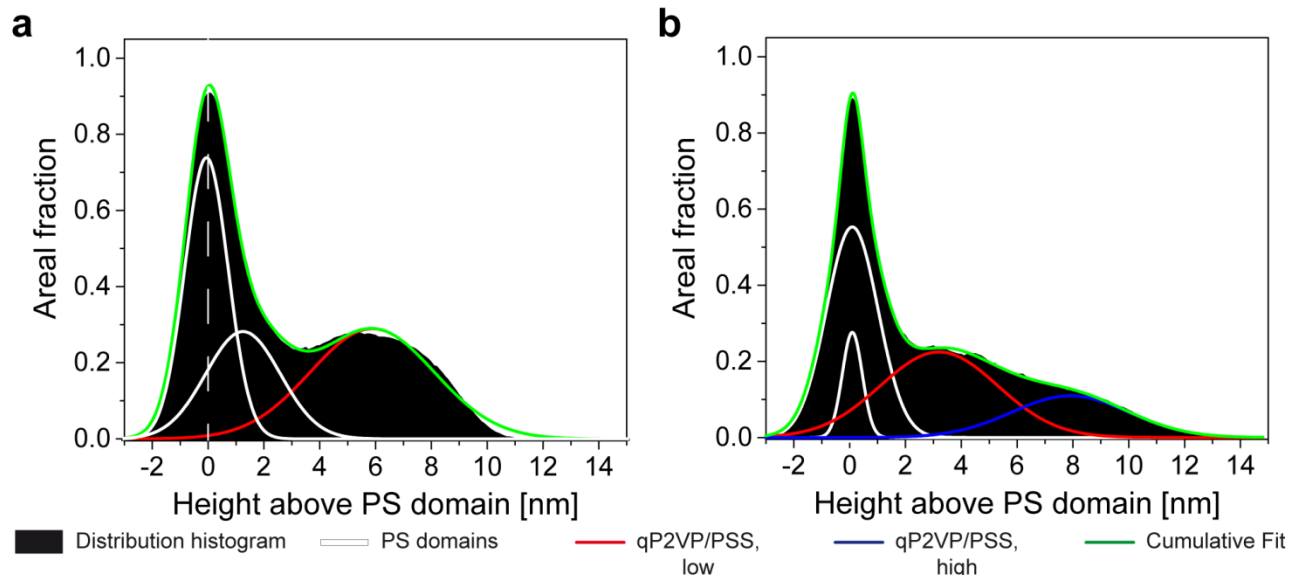 a
b
1.0
0.8
0.6
0.4
0.2
0.0
Areal fraction
-2 0 2 4 6 8 10 12 14
Height above PS domain [nm]
1.0
0.8
0.6
0.4
0.2
0.0
Areal fraction
-2 0 2 4 6 8 10 12 14
Height above PS domain [nm]
Distribution histogram
PS domains
qP2VP/PSS,
low
qP2VP/PSS,
high
Cumulative Fit